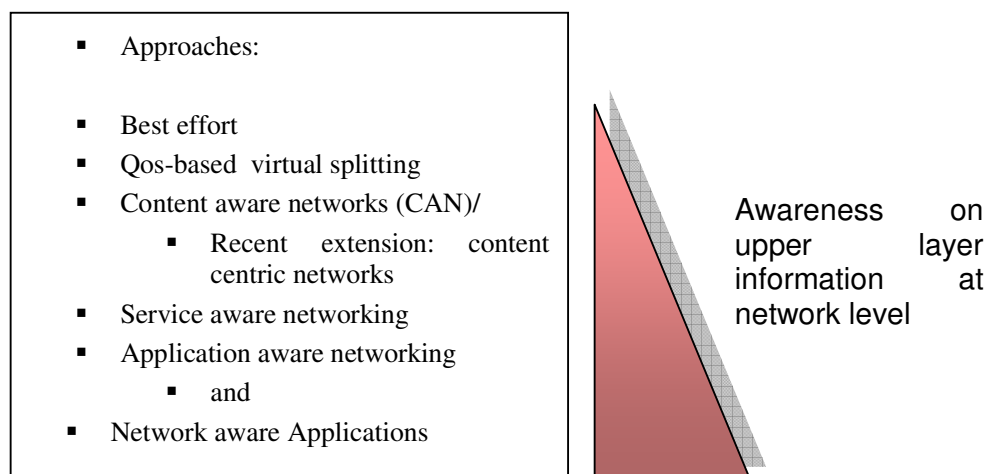 ▪ Approaches:
▪ Best effort
▪ Qos-based virtual splitting
▪ Content aware networks (CAN)/
▪ Recent extension: content
centric networks
▪ Service aware networking
▪ Application aware networking
▪ and
▪ Network aware Applications
Awareness on
upper layer
information at
network level